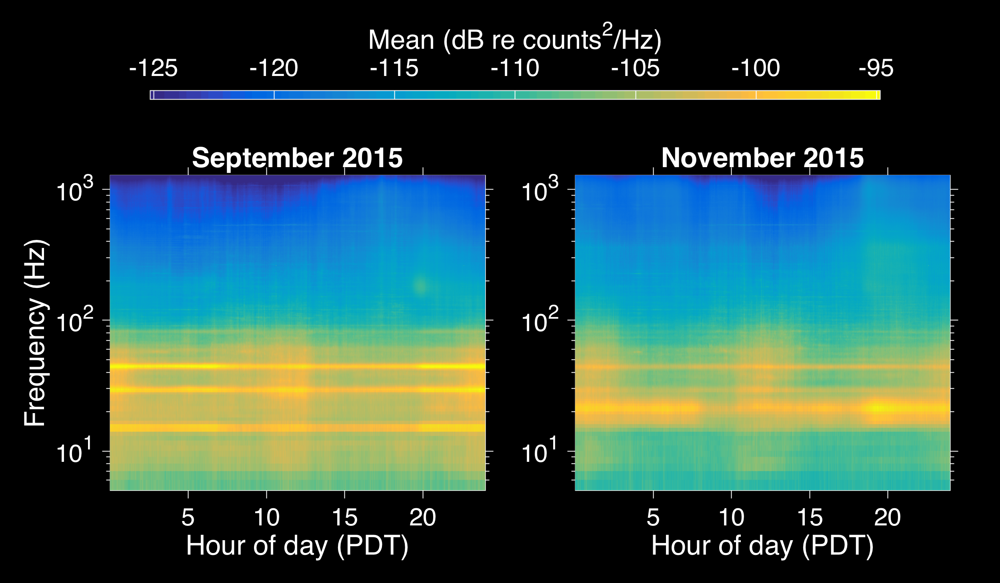 Mean (dB re counts²/Hz)
-125 -120 -115 -110 -105 -100 -95
September 2015
November 2015
Frequency (Hz)
10³
10²
10¹
5 10 15 20
Hour of day (PDT)
10³
10²
10¹
5 10 15 20
Hour of day (PDT)